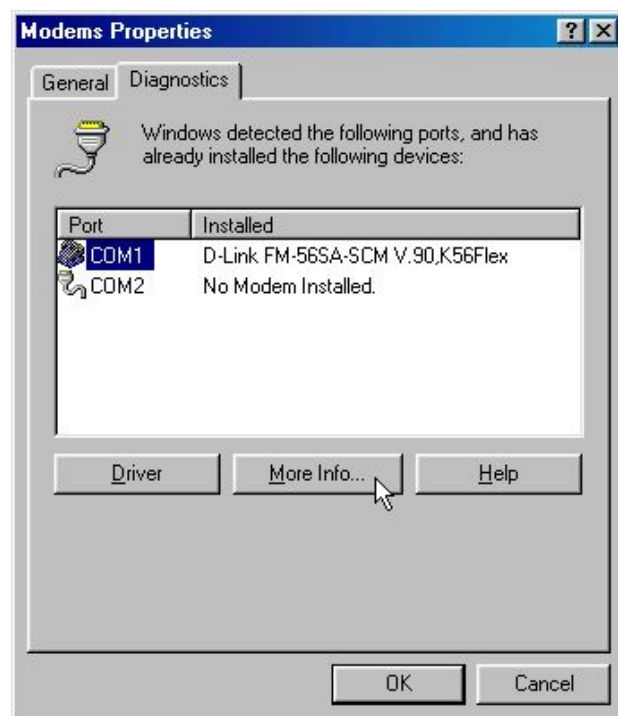 Modems Properties
General Diagnostics
Windows detected the following ports, and has
already installed the following devices:
Port Installed
COM1 D-Link FM-56SA-SCM V.90,K56Flex
COM2 No Modem Installed.
Driver More Info... Help
OK Cancel